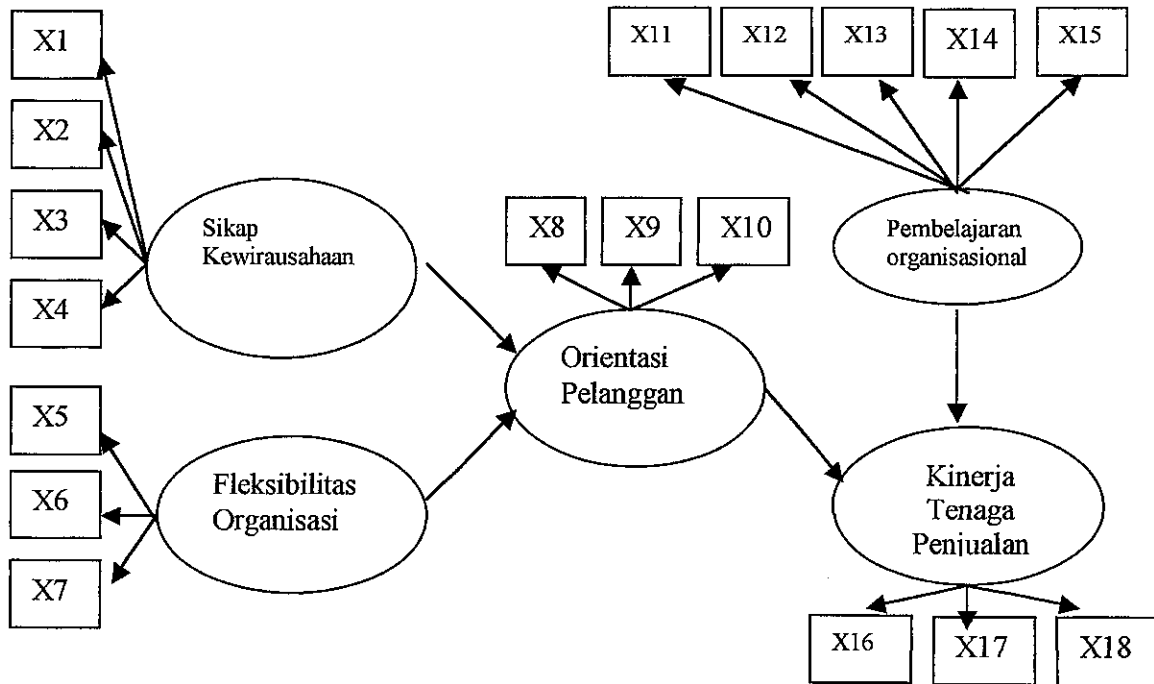 X1
X2
X3
X4
X5
X6
X7
Sikap
Kewirausahaan
Fleksibilitas
Organisasi
X8
X9
X10
Orientasi
Pelanggan
X11
X12
X13
X14
X15
Pembelajaran
organisasional
Kinerja
Tenaga
Penjualan
X16
X17
X18